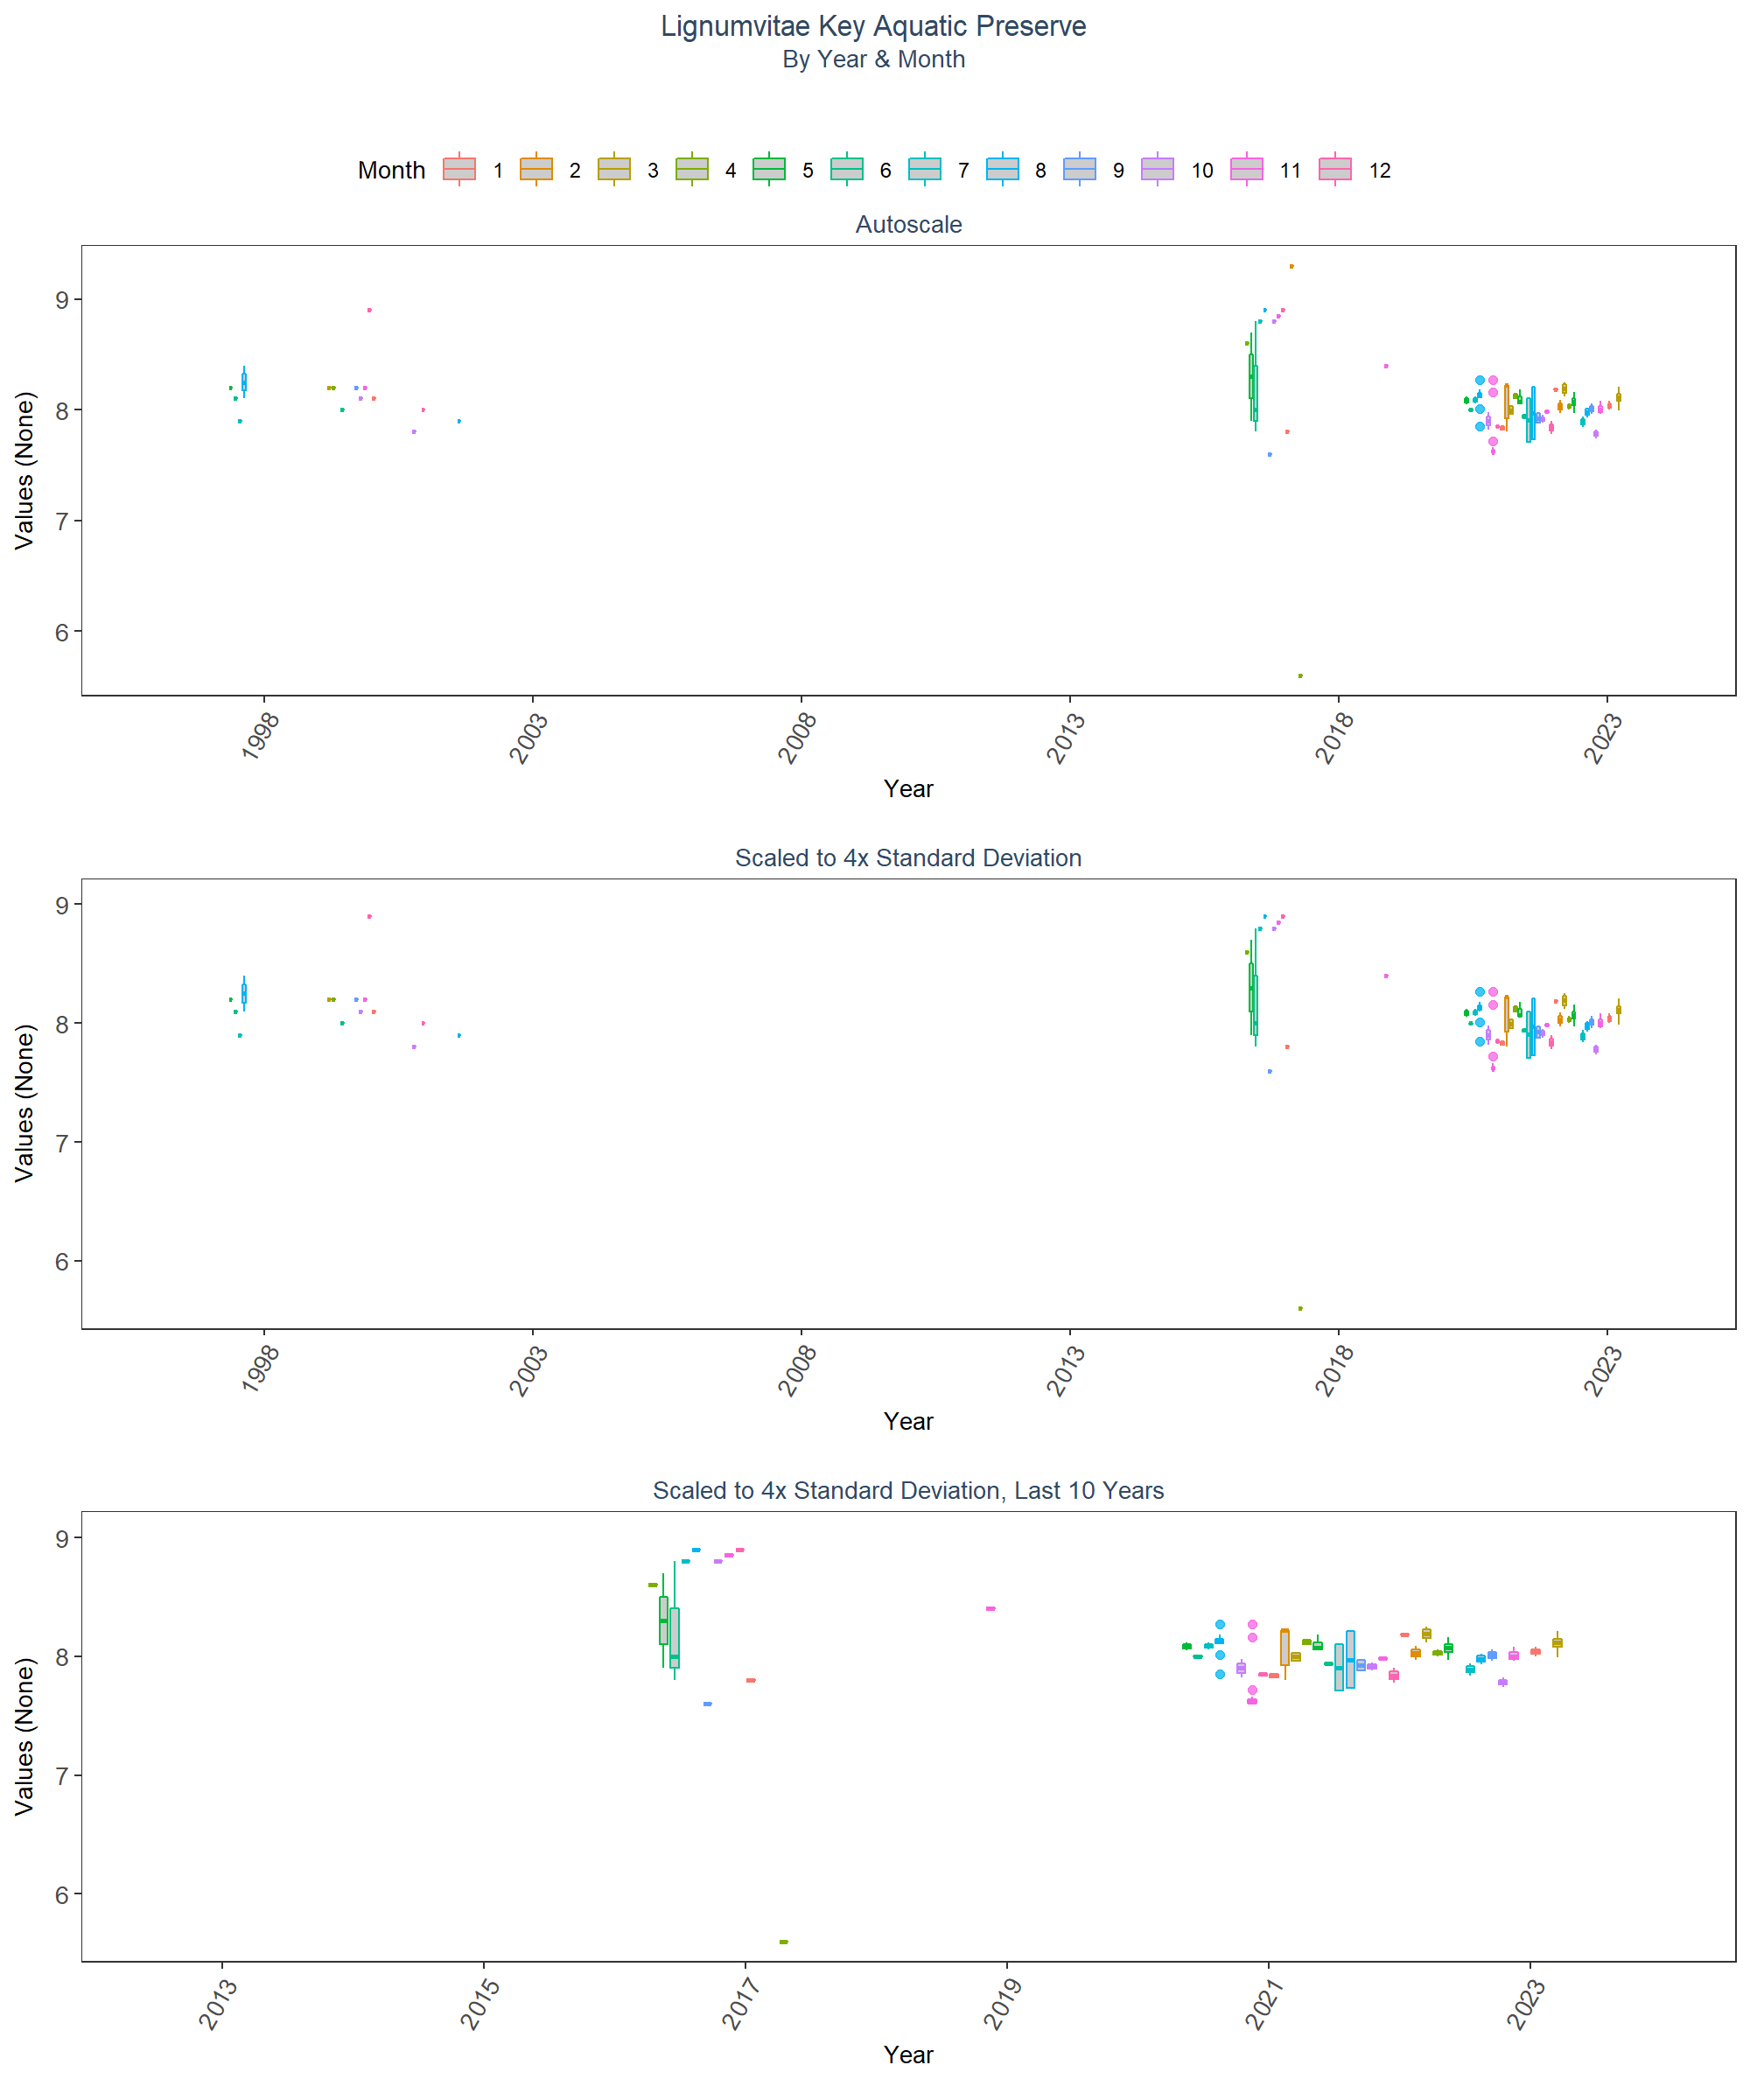 Lignumvitae Key Aquatic Preserve
By Year & Month
Month 1 2 3 4 5 6 7 8 9 10 11 12
Autoscale
Values (None)
9
8
7
6
1998 2003 2008 2013 2018 2023
Year
Scaled to 4x Standard Deviation
Values (None)
9
8
7
6
1998 2003 2008 2013 2018 2023
Year
Scaled to 4x Standard Deviation, Last 10 Years
Values (None)
9
8
7
6
2013 2015 2017 2019 2021 2023
Year